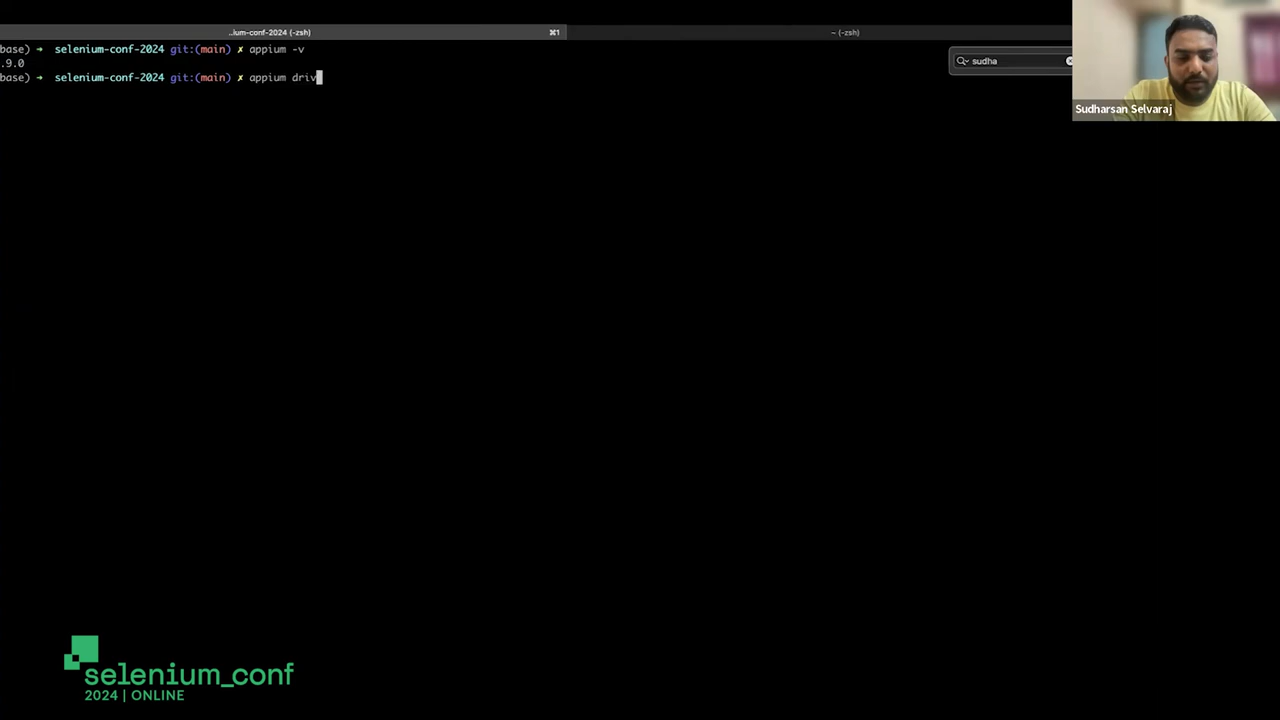 ..ium-conf-2024 (-zsh) ⌘1 ~ (-zsh)
base) ➜ selenium-conf-2024 git:(main) ✗ appium -v
.9.0
base) ➜ selenium-conf-2024 git:(main) ✗ appium driv
sudha
Sudharsan Selvaraj
selenium_conf
2024 | ONLINE